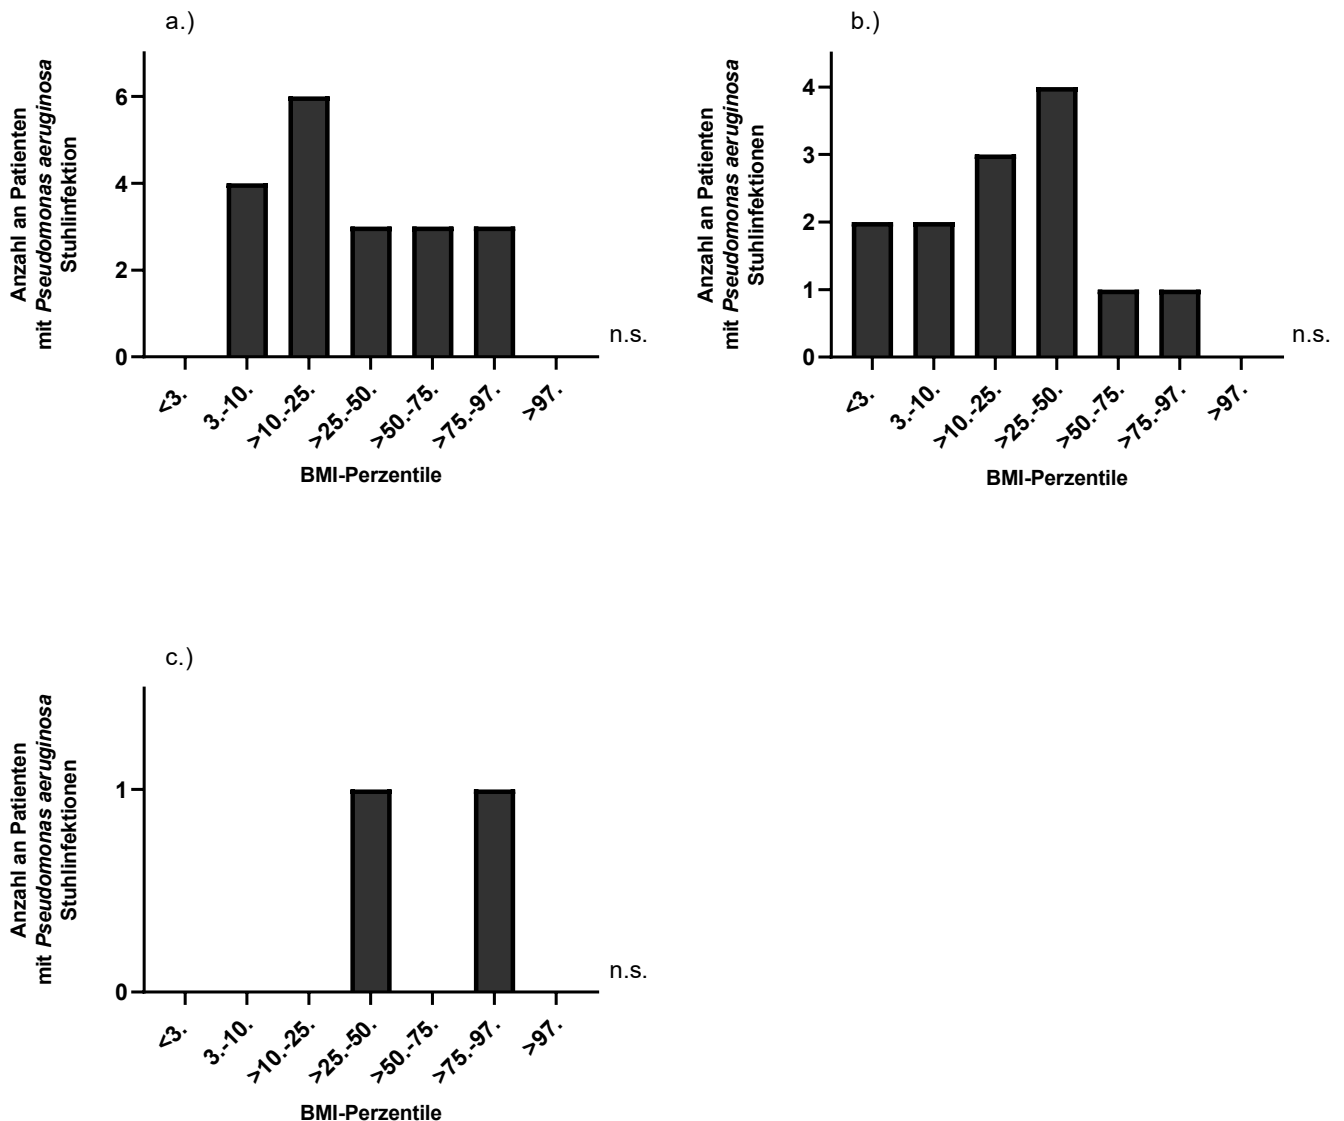 a.)
Anzahl an Patienten
mit Pseudomonas aeruginosa
Stuhlinfektion
6
4
2
0
<3.
3.-10.
>10.-25.
>25.-50.
>50.-75.
>75.-97.
>97.
n.s.
BMI-Perzentile
b.)
Anzahl an Patienten
mit Pseudomonas aeruginosa
Stuhlinfektionen
4
3
2
1
0
<3.
3.-10.
>10.-25.
>25.-50.
>50.-75.
>75.-97.
>97.
n.s.
BMI-Perzentile
c.)
Anzahl an Patienten
mit Pseudomonas aeruginosa
Stuhlinfektionen
1
0
<3.
3.-10.
>10.-25.
>25.-50.
>50.-75.
>75.-97.
>97.
n.s.
BMI-Perzentile